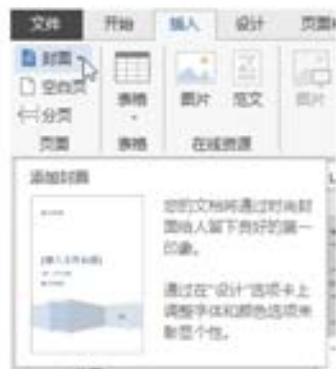 文件 开始 插入 设计 页面
封面
空白页
分页
表格 图片 范文 图片
页面 表格 在线资源
添加封面
您的文档将通过时尚封
面给人留下良好的第一
印象。
通过在“设计”选项卡上
调整字体和颜色选项来
彰显个性。